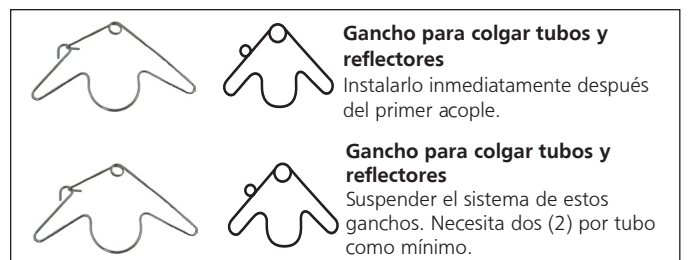 Gancho para colgar tubos y
reflectores
Instalarlo inmediatamente después
del primer acople.
Gancho para colgar tubos y
reflectores
Suspender el sistema de estos
ganchos. Necesita dos (2) por tubo
como mínimo.